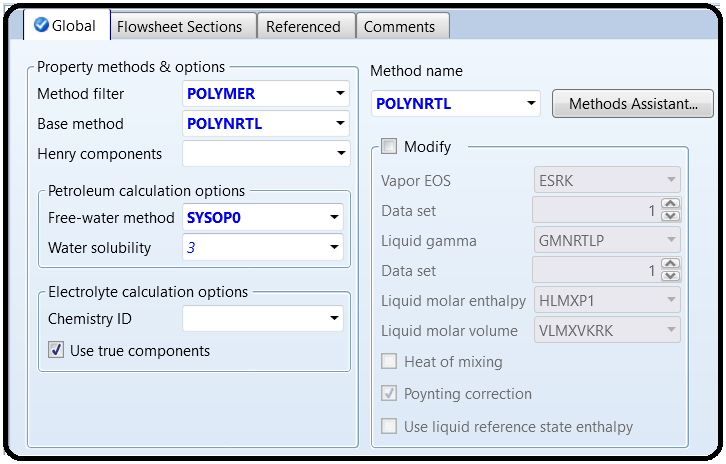 Global
Flowsheet Sections
Referenced
Comments
Property methods & options
Method filter POLYMER
Base method POLYNRTL
Henry components
Petroleum calculation options
Free-water method SYSOP0
Water solubility 3
Electrolyte calculation options
Chemistry ID
Use true components
Method name
POLYNRTL Methods Assistant...
Modify
Vapor EOS ESRK
Data set 1
Liquid gamma GMNRTLP
Data set 1
Liquid molar enthalpy HLMXP1
Liquid molar volume VLMXVKRK
Heat of mixing
Poynting correction
Use liquid reference state enthalpy